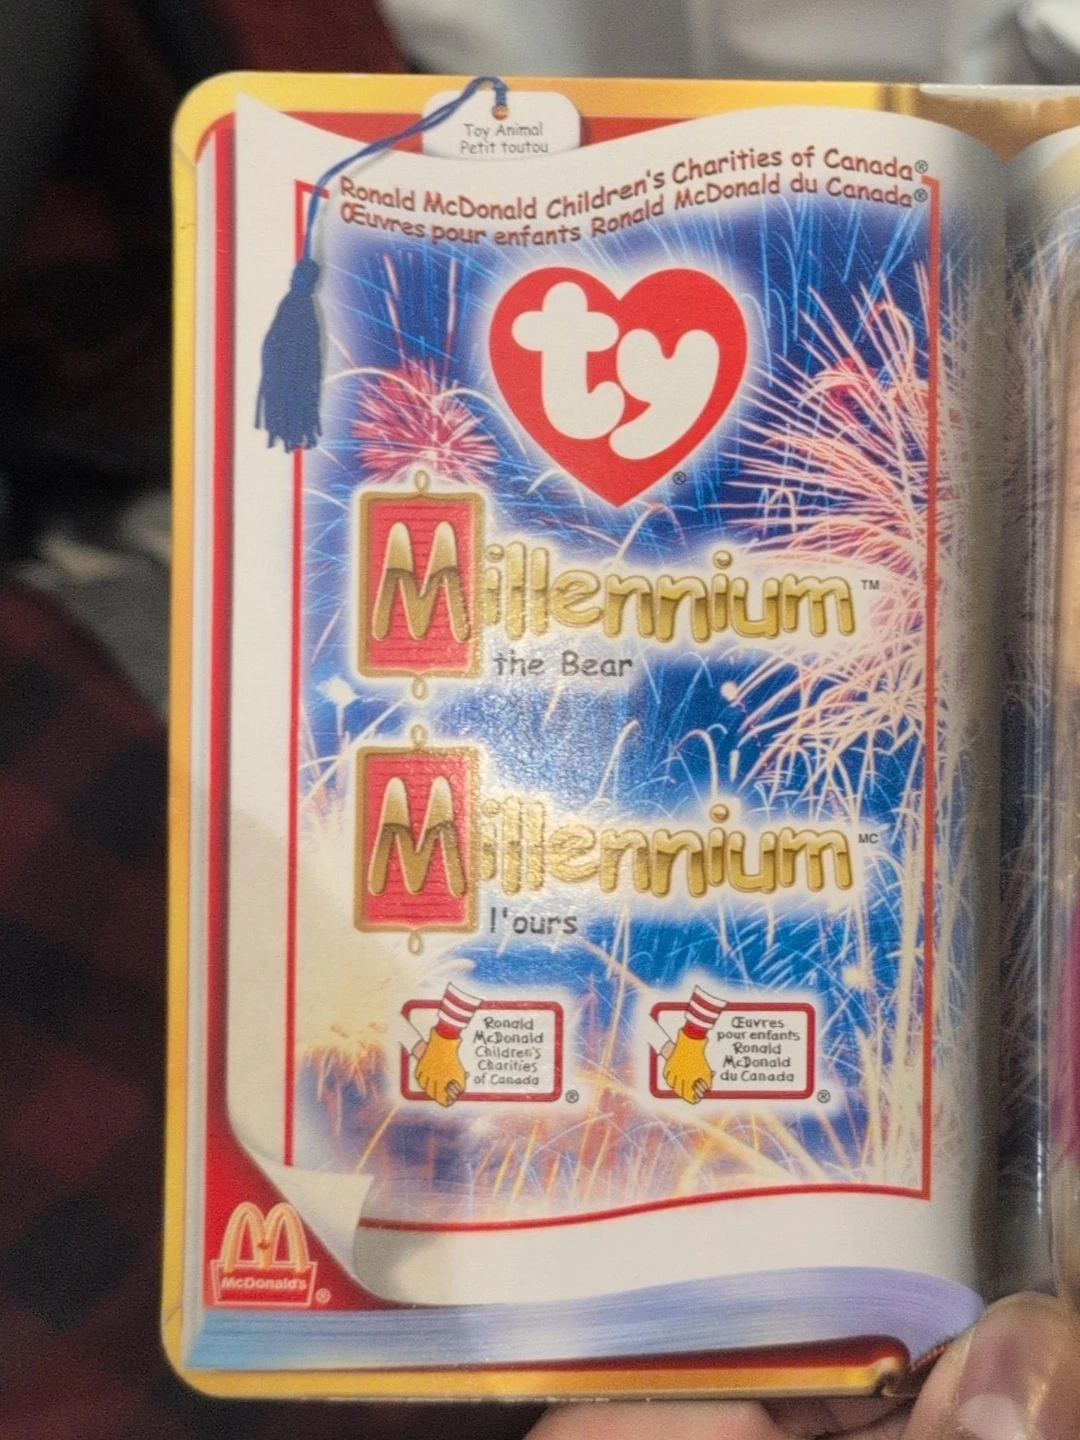 Toy Animal
Petit toutou
Ronald McDonald Children's Charities of Canada®
Œuvres pour enfants Ronald McDonald du Canada®
ty®
Millennium™
the Bear
Millennium MC
l'ours
Ronald
McDonald
Children's
Charities
of Canada®
Œuvres
pour enfants
Ronald
McDonald
du Canada®
McDonald's®